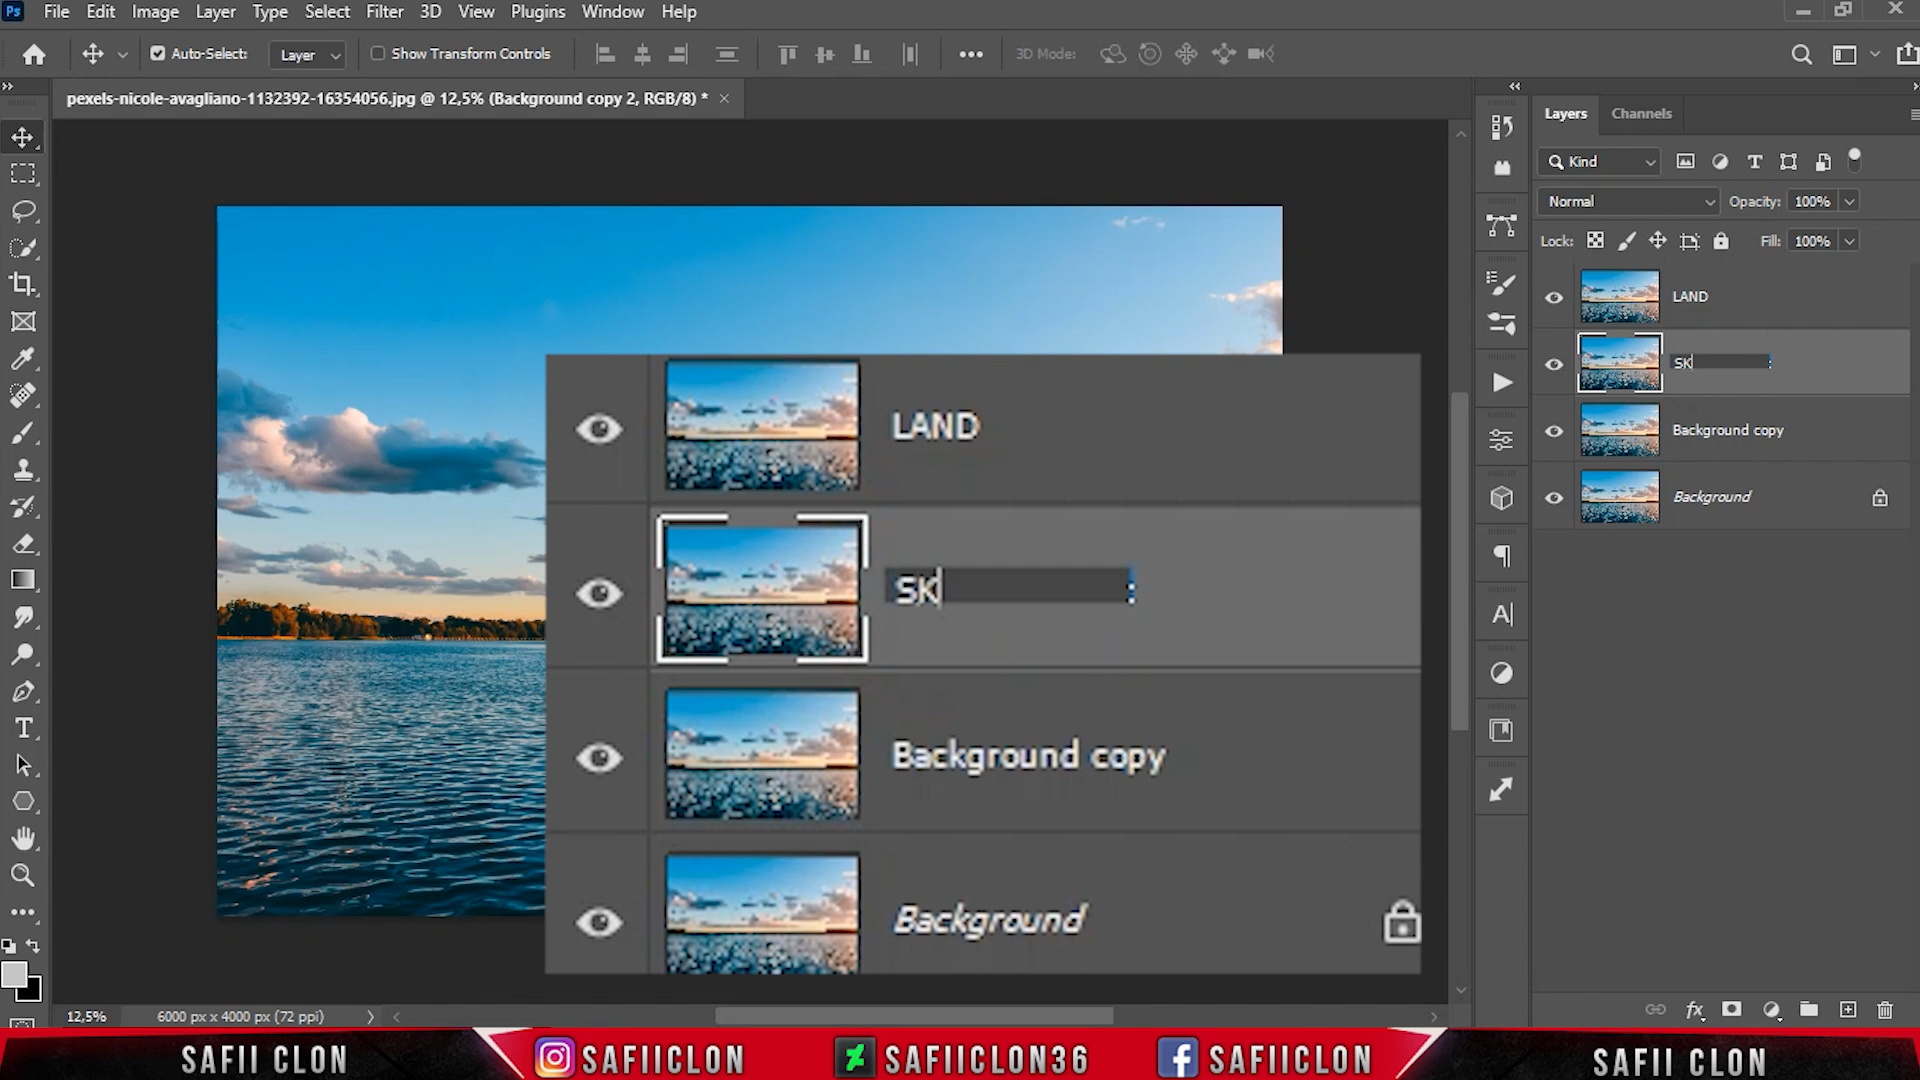 Ps File Edit Image Layer Type Select Filter 3D View Plugins Window Help
Auto-Select: Layer Show Transform Controls 3D Mode:
pexels-nicole-avagliano-1132392-16354056.jpg @ 12,5% (Background copy 2, RGB/8) *
Layers Channels
Kind
Normal Opacity: 100%
Lock: Fill: 100%
LAND
SK
Background copy
Background
LAND
SK
Background copy
Background
12,5% 6000 px x 4000 px (72 ppi)
SAFII CLON SAFIICLON SAFIICLON36 SAFIICLON SAFII CLON